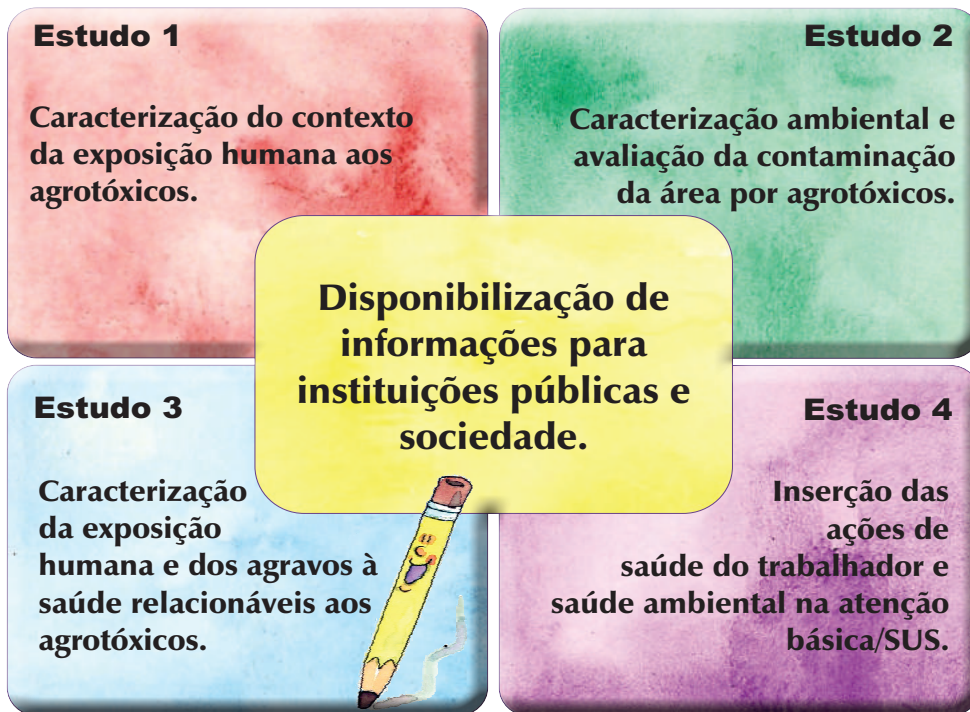 Estudo 1
Caracterização do contexto
da exposição humana aos
agrotóxicos.
Estudo 2
Caracterização ambiental e
avaliação da contaminação
da área por agrotóxicos.
Disponibilização de
informações para
instituições públicas e
sociedade.
Estudo 3
Caracterização
da exposição
humana e dos agravos à
saúde relacionáveis aos
agrotóxicos.
Estudo 4
Inserção das
ações de
saúde do trabalhador e
saúde ambiental na atenção
básica/SUS.